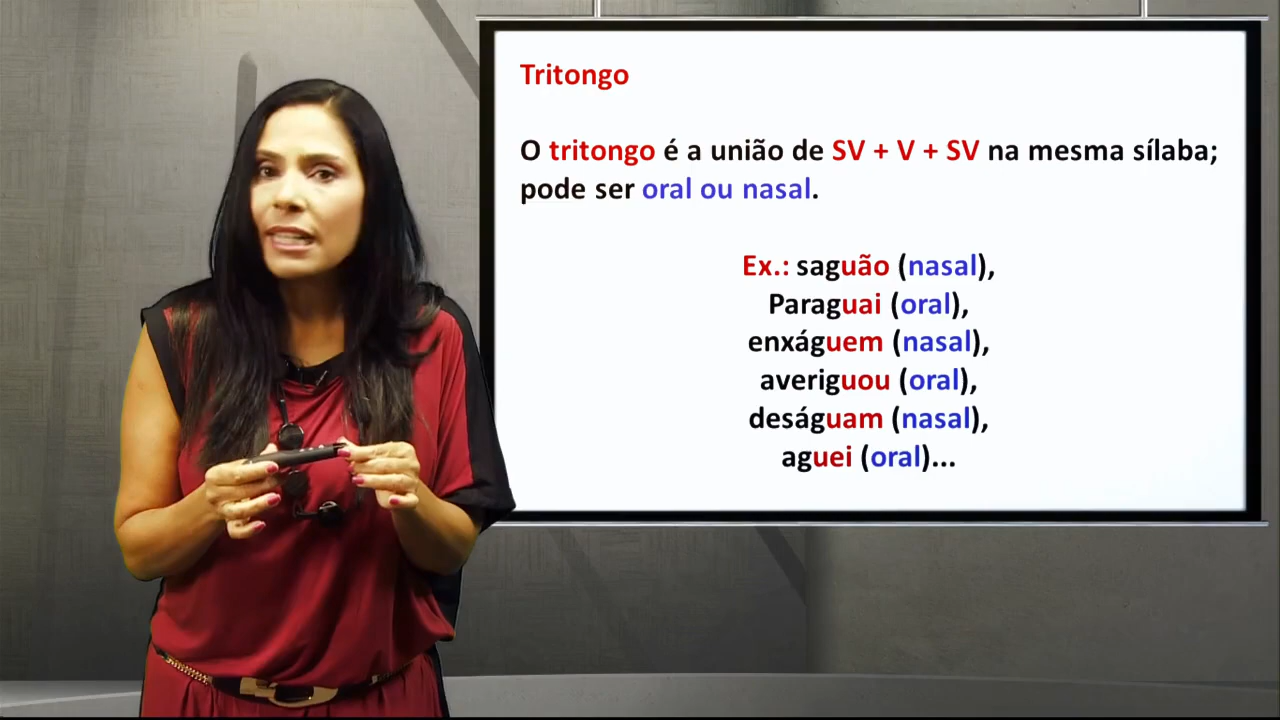 Tritongo
O tritongo é a união de SV + V + SV na mesma sílaba;
pode ser oral ou nasal.
Ex.: saguão (nasal),
Paraguai (oral),
enxáguem (nasal),
averiguou (oral),
deságuam (nasal),
aguei (oral)...